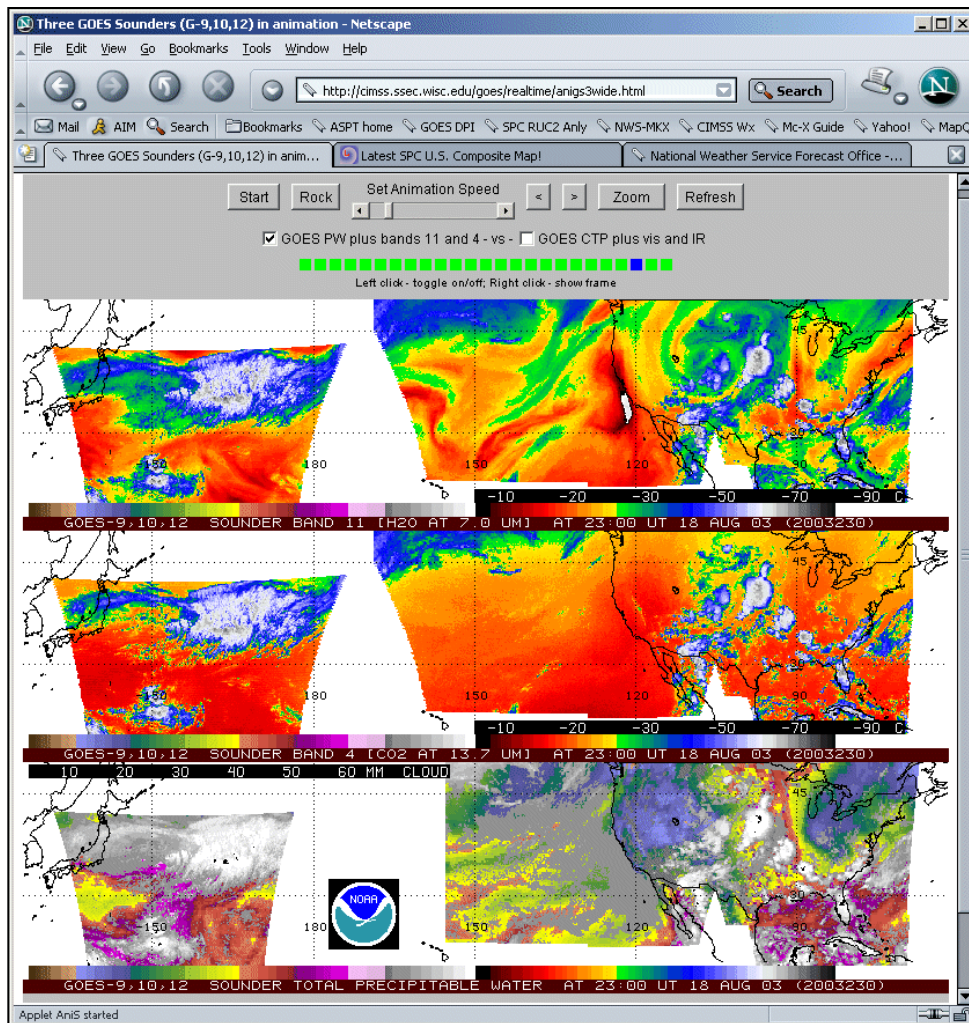 Three GOES Sounders (G-9,10,12) in animation - Netscape
File Edit View Go Bookmarks Tools Window Help
http://cimss.ssec.wisc.edu/goes/realtime/anigs3wide.html Search N
Mail AIM Search Bookmarks ASPT home GOES DPI SPC RUC2 Anly NWS-MKX CIMSS Wx Mc-X Guide Yahoo! MapQ
Three GOES Sounders (G-9,10,12) in anim... Latest SPC U.S. Composite Map! National Weather Service Forecast Office -...
Start Rock Set Animation Speed < > Zoom Refresh
GOES PW plus bands 11 and 4 - vs - GOES CTP plus vis and IR
Left click - toggle on/off; Right click - show frame
45
30
-150 180 150 120 90
-10 -20 -30 -50 -60 -70 -90 C
GOES-9,10,12 SOUNDER BAND 11 [H2O AT 7.0 UM] AT 23:00 UT 18 AUG 03 (2003230)
45
30
-150 180 150 120 90
-10 -20 -30 -50 -60 -70 -90 C
GOES-9,10,12 SOUNDER BAND 4 [CO2 AT 13.7 UM] AT 23:00 UT 18 AUG 03 (2003230)
10 20 30 40 50 60 MM CLOUD
45
30
NOAA
-150 180 150 120 90
GOES-9,10,12 SOUNDER TOTAL PRECIPITABLE WATER AT 23:00 UT 18 AUG 03 (2003230)
Applet AniS started